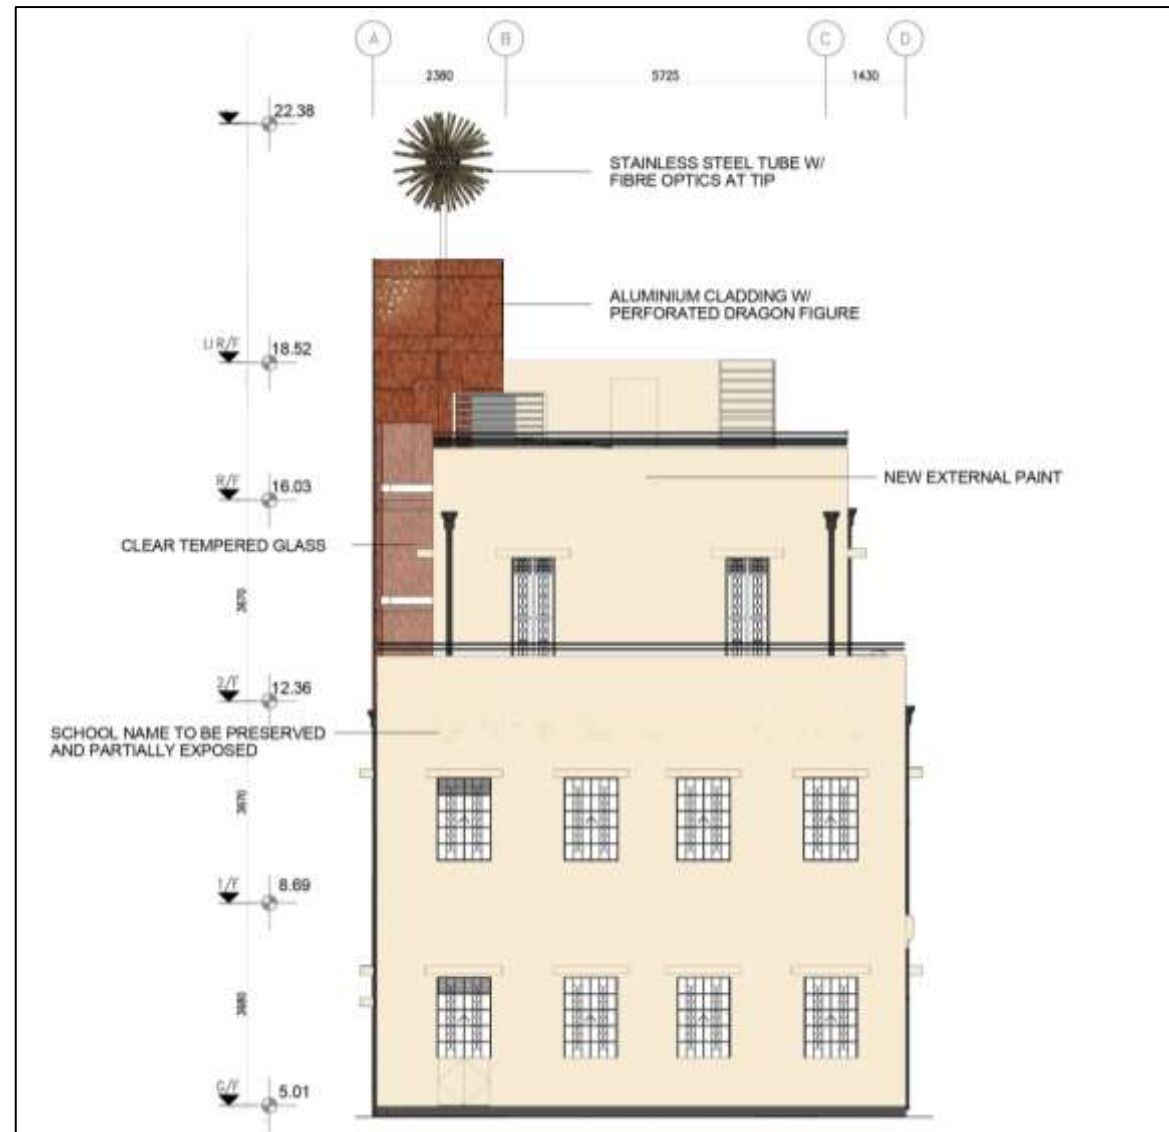 A
B
C
D
2380
5725
1430
22.38
STAINLESS STEEL TUBE W/
FIBRE OPTICS AT TIP
ALUMINIUM CLADDING W/
PERFORATED DRAGON FIGURE
U R/F
18.52
R/F
16.03
NEW EXTERNAL PAINT
CLEAR TEMPERED GLASS
3670
2/F
12.36
SCHOOL NAME TO BE PRESERVED
AND PARTIALLY EXPOSED
3670
1/F
8.69
3680
G/F
5.01